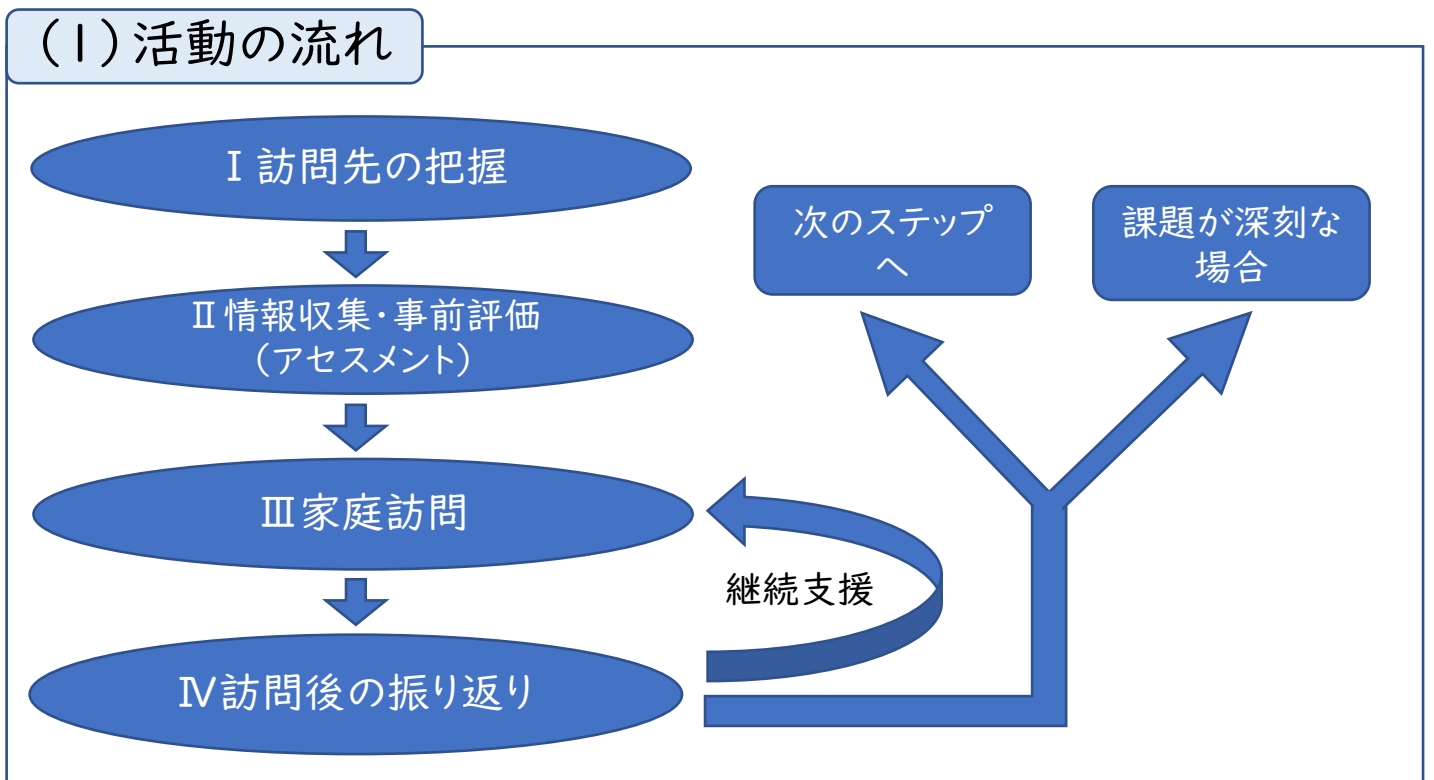 (1)活動の流れ
Ⅰ訪問先の把握
Ⅱ情報収集・事前評価
(アセスメント)
Ⅲ家庭訪問
継続支援
Ⅳ訪問後の振り返り
次のステップ
へ
課題が深刻な
場合